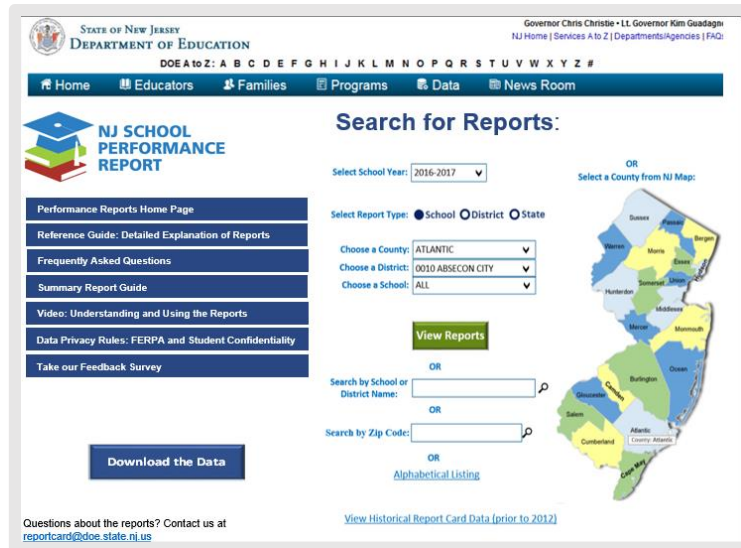 STATE OF NEW JERSEY
DEPARTMENT OF EDUCATION
Governor Chris Christie • Lt. Governor Kim Guadagno
NJ Home | Services A to Z | Departments/Agencies | FAQs
DOE A to Z: A B C D E F G H I J K L M N O P Q R S T U V W X Y Z #
Home Educators Families Programs Data News Room
NJ SCHOOL
PERFORMANCE
REPORT
Performance Reports Home Page
Reference Guide: Detailed Explanation of Reports
Frequently Asked Questions
Summary Report Guide
Video: Understanding and Using the Reports
Data Privacy Rules: FERPA and Student Confidentiality
Take our Feedback Survey
Download the Data
Questions about the reports? Contact us at
reportcard@doe.state.nj.us
Search for Reports:
Select School Year: 2016-2017
Select Report Type: School District State
Choose a County: ATLANTIC
Choose a District: 0010 ABSECON CITY
Choose a School: ALL
View Reports
OR
Search by School or
District Name:
OR
Search by Zip Code:
OR
Alphabetical Listing
View Historical Report Card Data (prior to 2012)
OR
Select a County from NJ Map:
Sussex
Passaic
Bergen
Warren
Morris
Essex
Hudson
Somerset
Union
Hunterdon
Middlesex
Mercer
Monmouth
Ocean
Burlington
Camden
Gloucester
Salem
Atlantic
County: Atlantic
Cumberland
Cape May